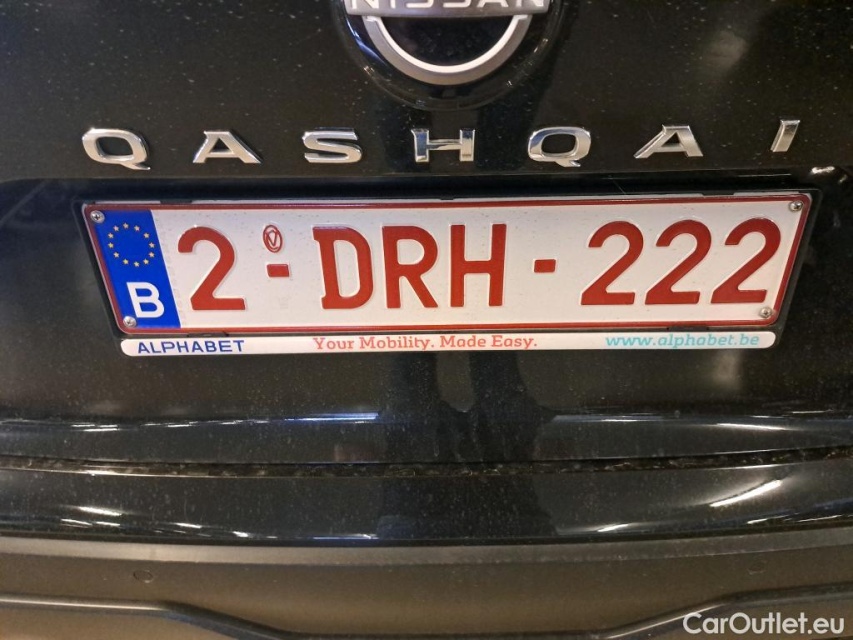 NISSAN
QASHQAI
B 2-DRH-222
ALPHABET Your Mobility. Made Easy. www.alphabet.be
CarOutlet.eu